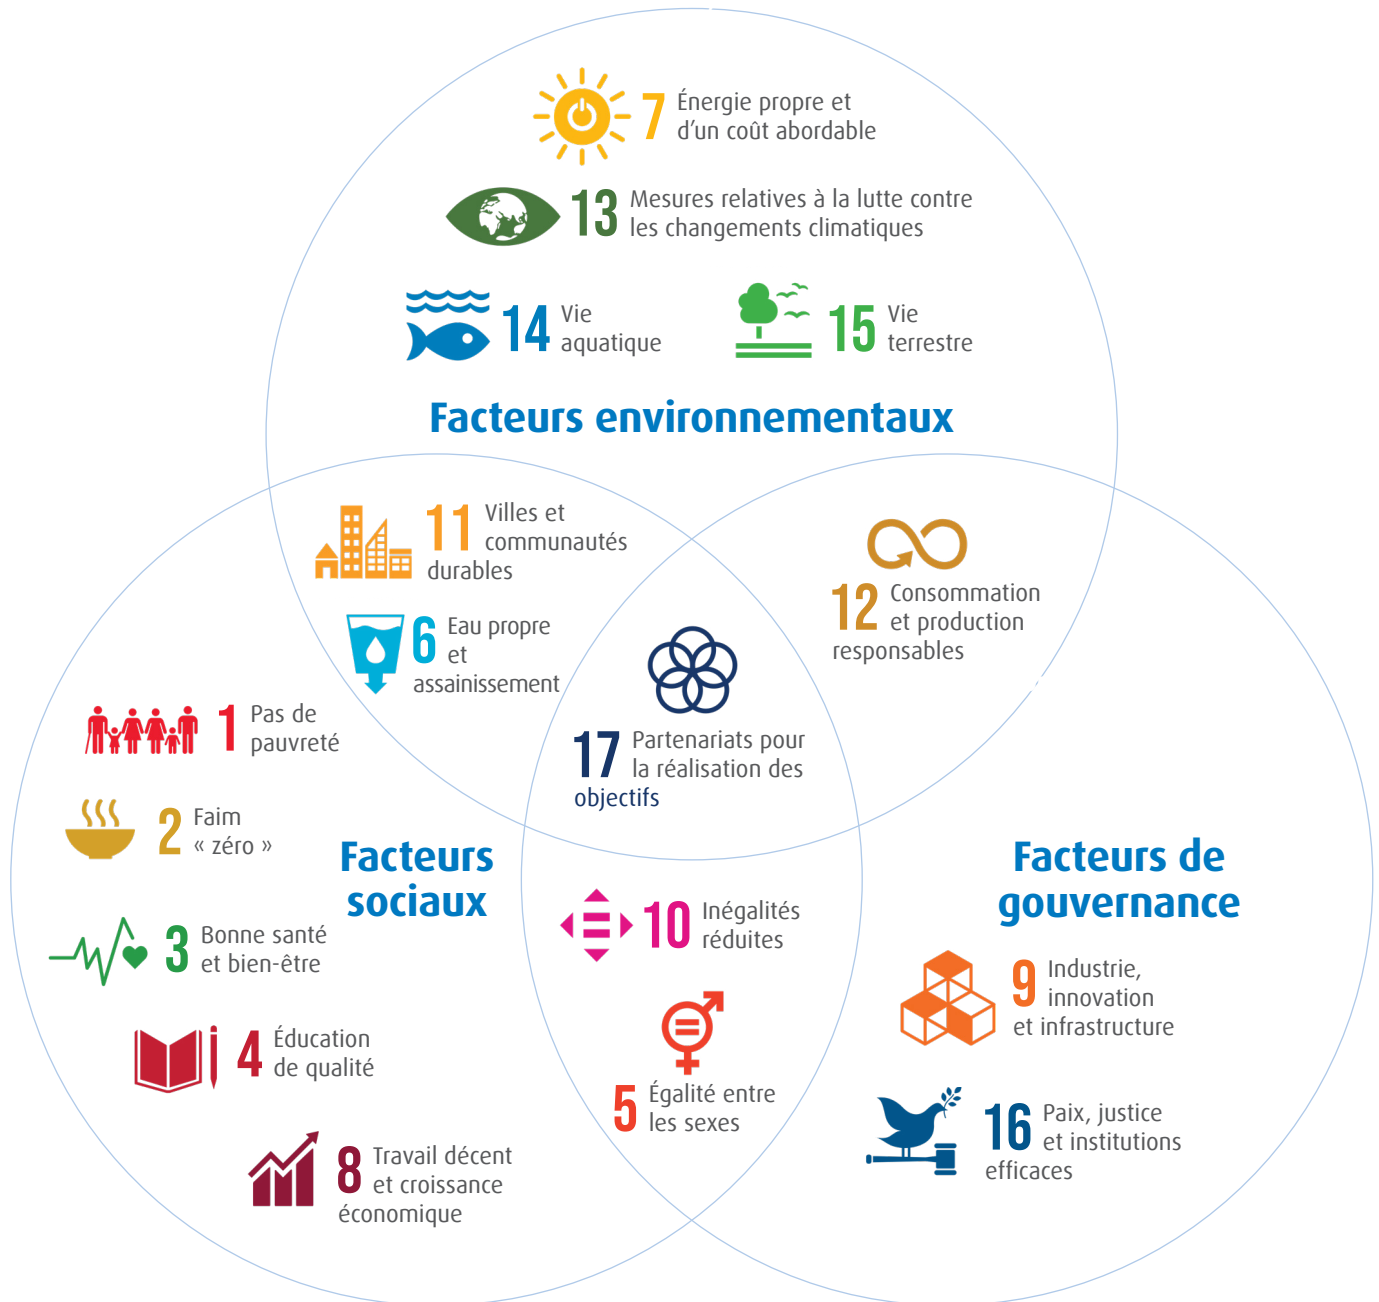 7 Énergie propre et
d’un coût abordable
13 Mesures relatives à la lutte contre
les changements climatiques
14 Vie
aquatique
15 Vie
terrestre
Facteurs environnementaux
11 Villes et
communautés
durables
6 Eau propre
et
assainissement
12 Consommation
et production
responsables
17 Partenariats pour
la réalisation des
objectifs
1 Pas de
pauvreté
2 Faim
« zéro »
Facteurs
sociaux
3 Bonne santé
et bien-être
4 Éducation
de qualité
8 Travail décent
et croissance
économique
10 Inégalités
réduites
5 Égalité entre
les sexes
Facteurs de
gouvernance
9 Industrie,
innovation
et infrastructure
16 Paix, justice
et institutions
efficaces